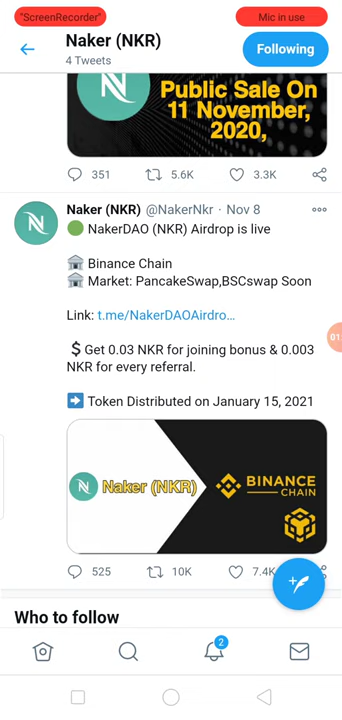 "ScreenRecorder"
Mic in use
Naker (NKR)
4 Tweets
Following
Public Sale On
11 November,
2020,
351 5.6K 3.3K
Naker (NKR) @NakerNkr · Nov 8
NakerDAO (NKR) Airdrop is live
Binance Chain
Market: PancakeSwap,BSCswap Soon
Link: t.me/NakerDAOAirdro...
$ Get 0.03 NKR for joining bonus & 0.003
NKR for every referral.
Token Distributed on January 15, 2021
Naker (NKR)
BINANCE
CHAIN
525 10K 7.4K
Who to follow
2